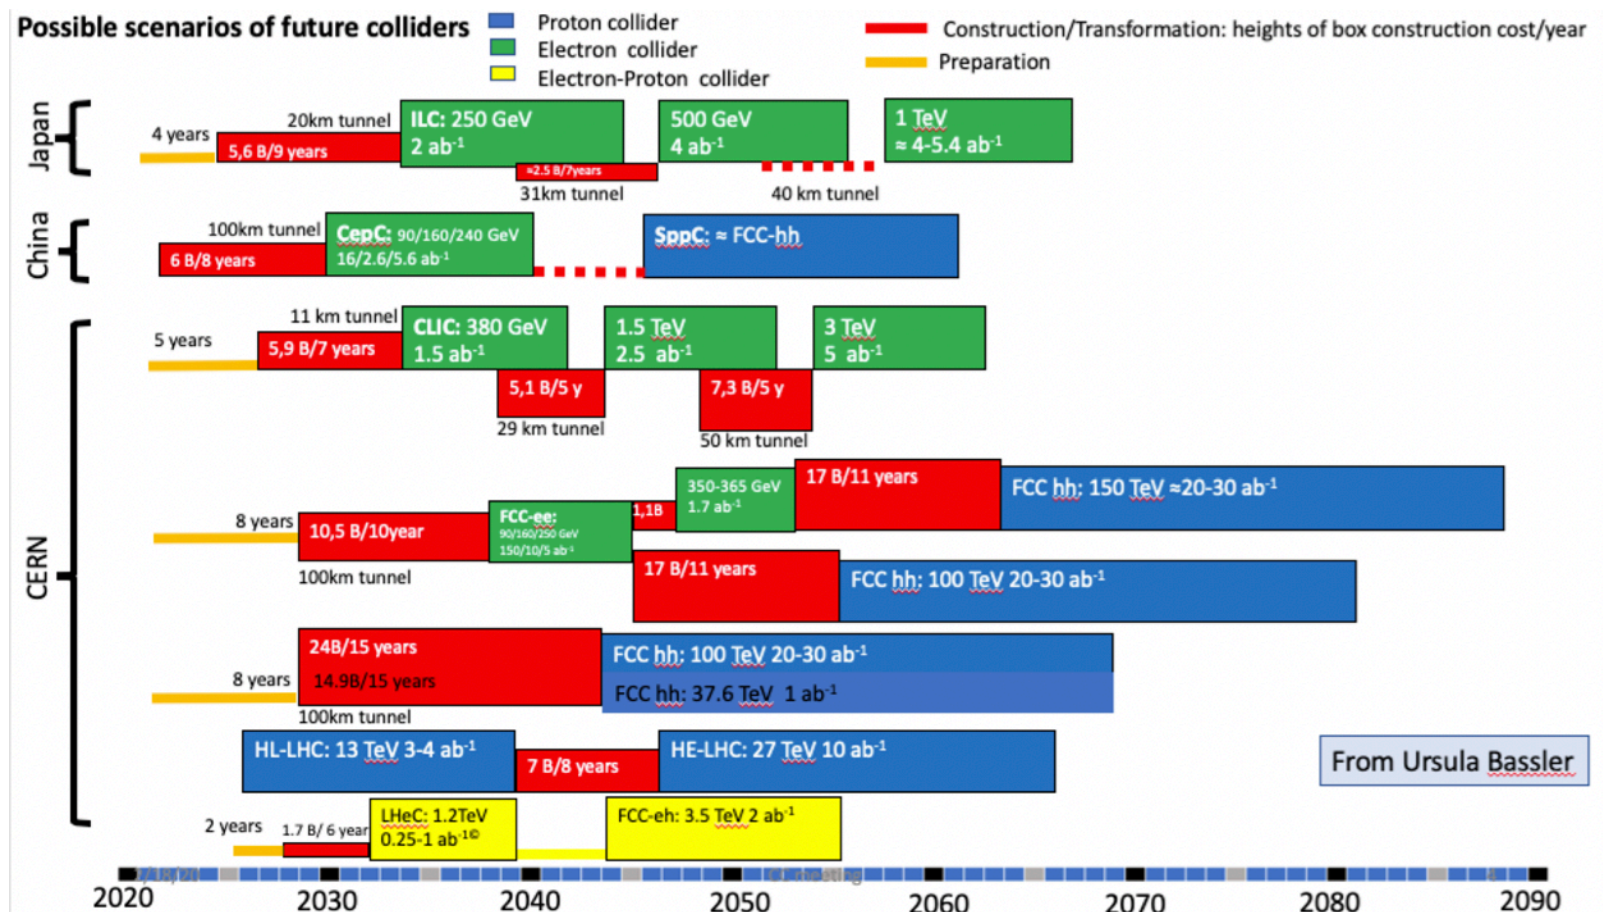 Possible scenarios of future colliders
Proton collider
Electron collider
Electron-Proton collider
Construction/Transformation: heights of box construction cost/year
Preparation
Japan
4 years
20km tunnel
5,6 B/9 years
ILC: 250 GeV
2 ab-1
≈2.5 B/7years
31km tunnel
500 GeV
4 ab-1
40 km tunnel
1 TeV
≈ 4-5.4 ab-1
China
100km tunnel
6 B/8 years
CepC: 90/160/240 GeV
16/2.6/5.6 ab-1
SppC: ≈ FCC-hh
CERN
5 years
11 km tunnel
5,9 B/7 years
CLIC: 380 GeV
1.5 ab-1
5,1 B/5 y
29 km tunnel
1.5 TeV
2.5 ab-1
7,3 B/5 y
50 km tunnel
3 TeV
5 ab-1
8 years
10,5 B/10year
100km tunnel
FCC-ee:
90/160/250 GeV
150/10/5 ab-1
1,1B
350-365 GeV
1.7 ab-1
17 B/11 years
FCC hh: 150 TeV ≈20-30 ab-1
17 B/11 years
FCC hh: 100 TeV 20-30 ab-1
8 years
24B/15 years
14.9B/15 years
100km tunnel
FCC hh: 100 TeV 20-30 ab-1
FCC hh: 37.6 TeV 1 ab-1
HL-LHC: 13 TeV 3-4 ab-1
7 B/8 years
HE-LHC: 27 TeV 10 ab-1
From Ursula Bassler
2 years
1.7 B/ 6 year
LHeC: 1.2TeV
0.25-1 ab-1©
FCC-eh: 3.5 TeV 2 ab-1
meeting
2020 2030 2040 2050 2060 2070 2080 2090